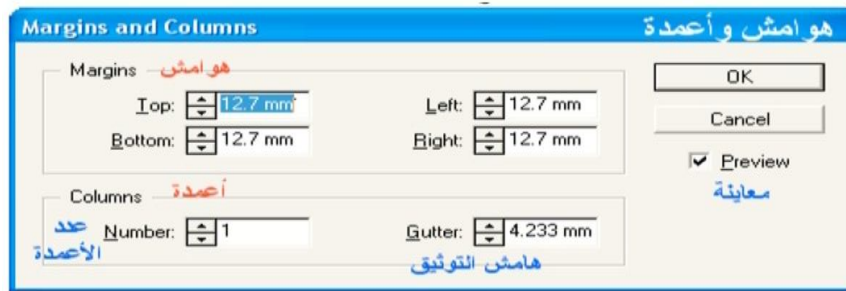 Margins and Columns هوامش وأعمدة
Margins هوامش
Top: 12.7 mm Left: 12.7 mm
Bottom: 12.7 mm Right: 12.7 mm
OK
Cancel
Preview
معاينة
Columns أعمدة
عدد الأعمدة
Number: 1 Gutter: 4.233 mm
هامش التوثيق